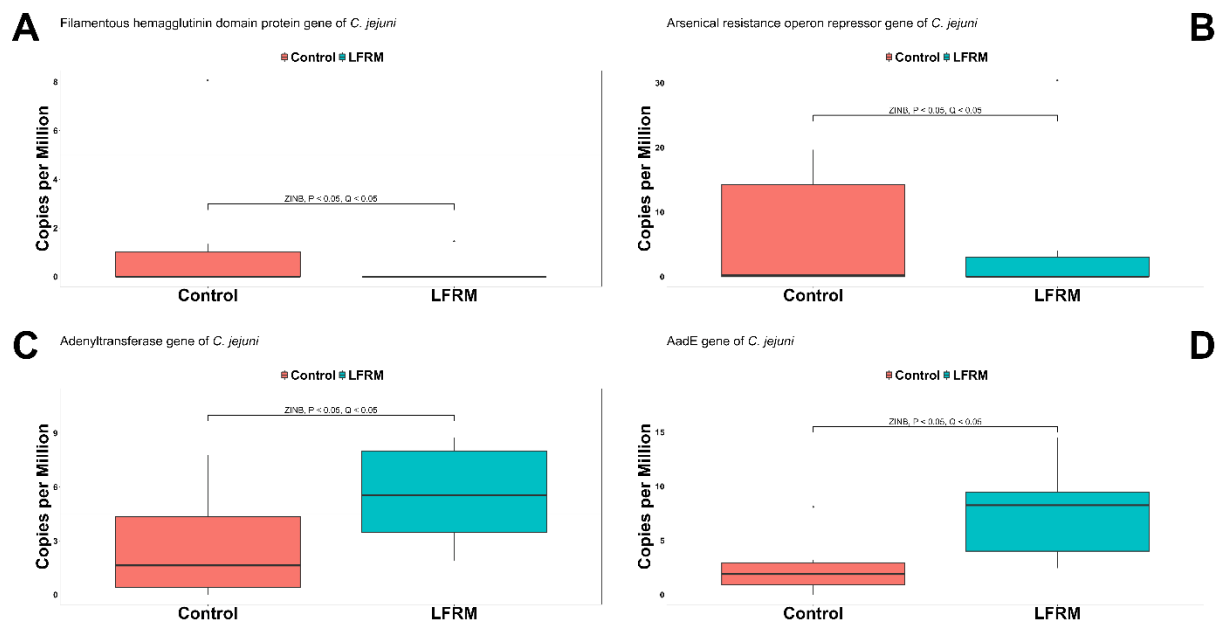 A
Filamentous hemagglutinin domain protein gene of C. jejuni
Control LFRM
Copies per Million
8
6
4
2
0
ZINB, P < 0.05, Q < 0.05
Control
LFRM
Arsenical resistance operon repressor gene of C. jejuni
B
Control LFRM
Copies per Million
30
20
10
0
ZINB, P < 0.05, Q < 0.05
Control
LFRM
C
Adenyltransferase gene of C. jejuni
Control LFRM
Copies per Million
9
6
3
0
ZINB, P < 0.05, Q < 0.05
Control
LFRM
AadE gene of C. jejuni
D
Control LFRM
Copies per Million
15
10
5
0
ZINB, P < 0.05, Q < 0.05
Control
LFRM